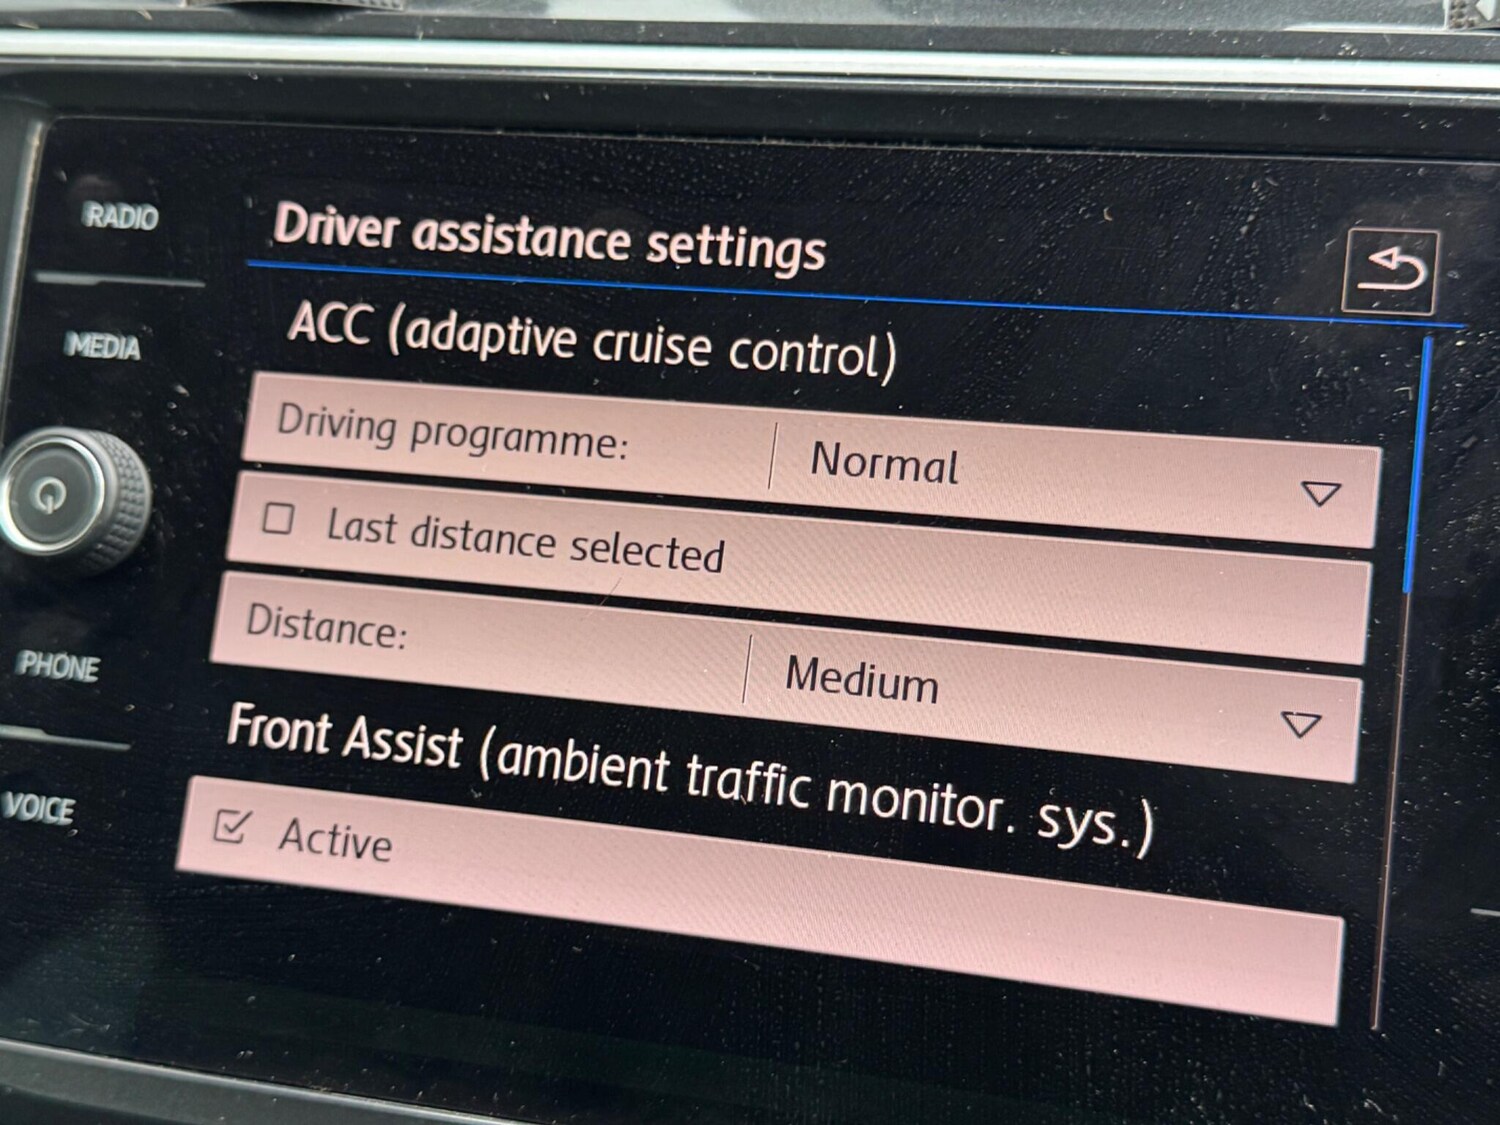 RADIO
MEDIA
PHONE
VOICE
Driver assistance settings
ACC (adaptive cruise control)
Driving programme: Normal
Last distance selected
Distance: Medium
Front Assist (ambient traffic monitor. sys.)
Active